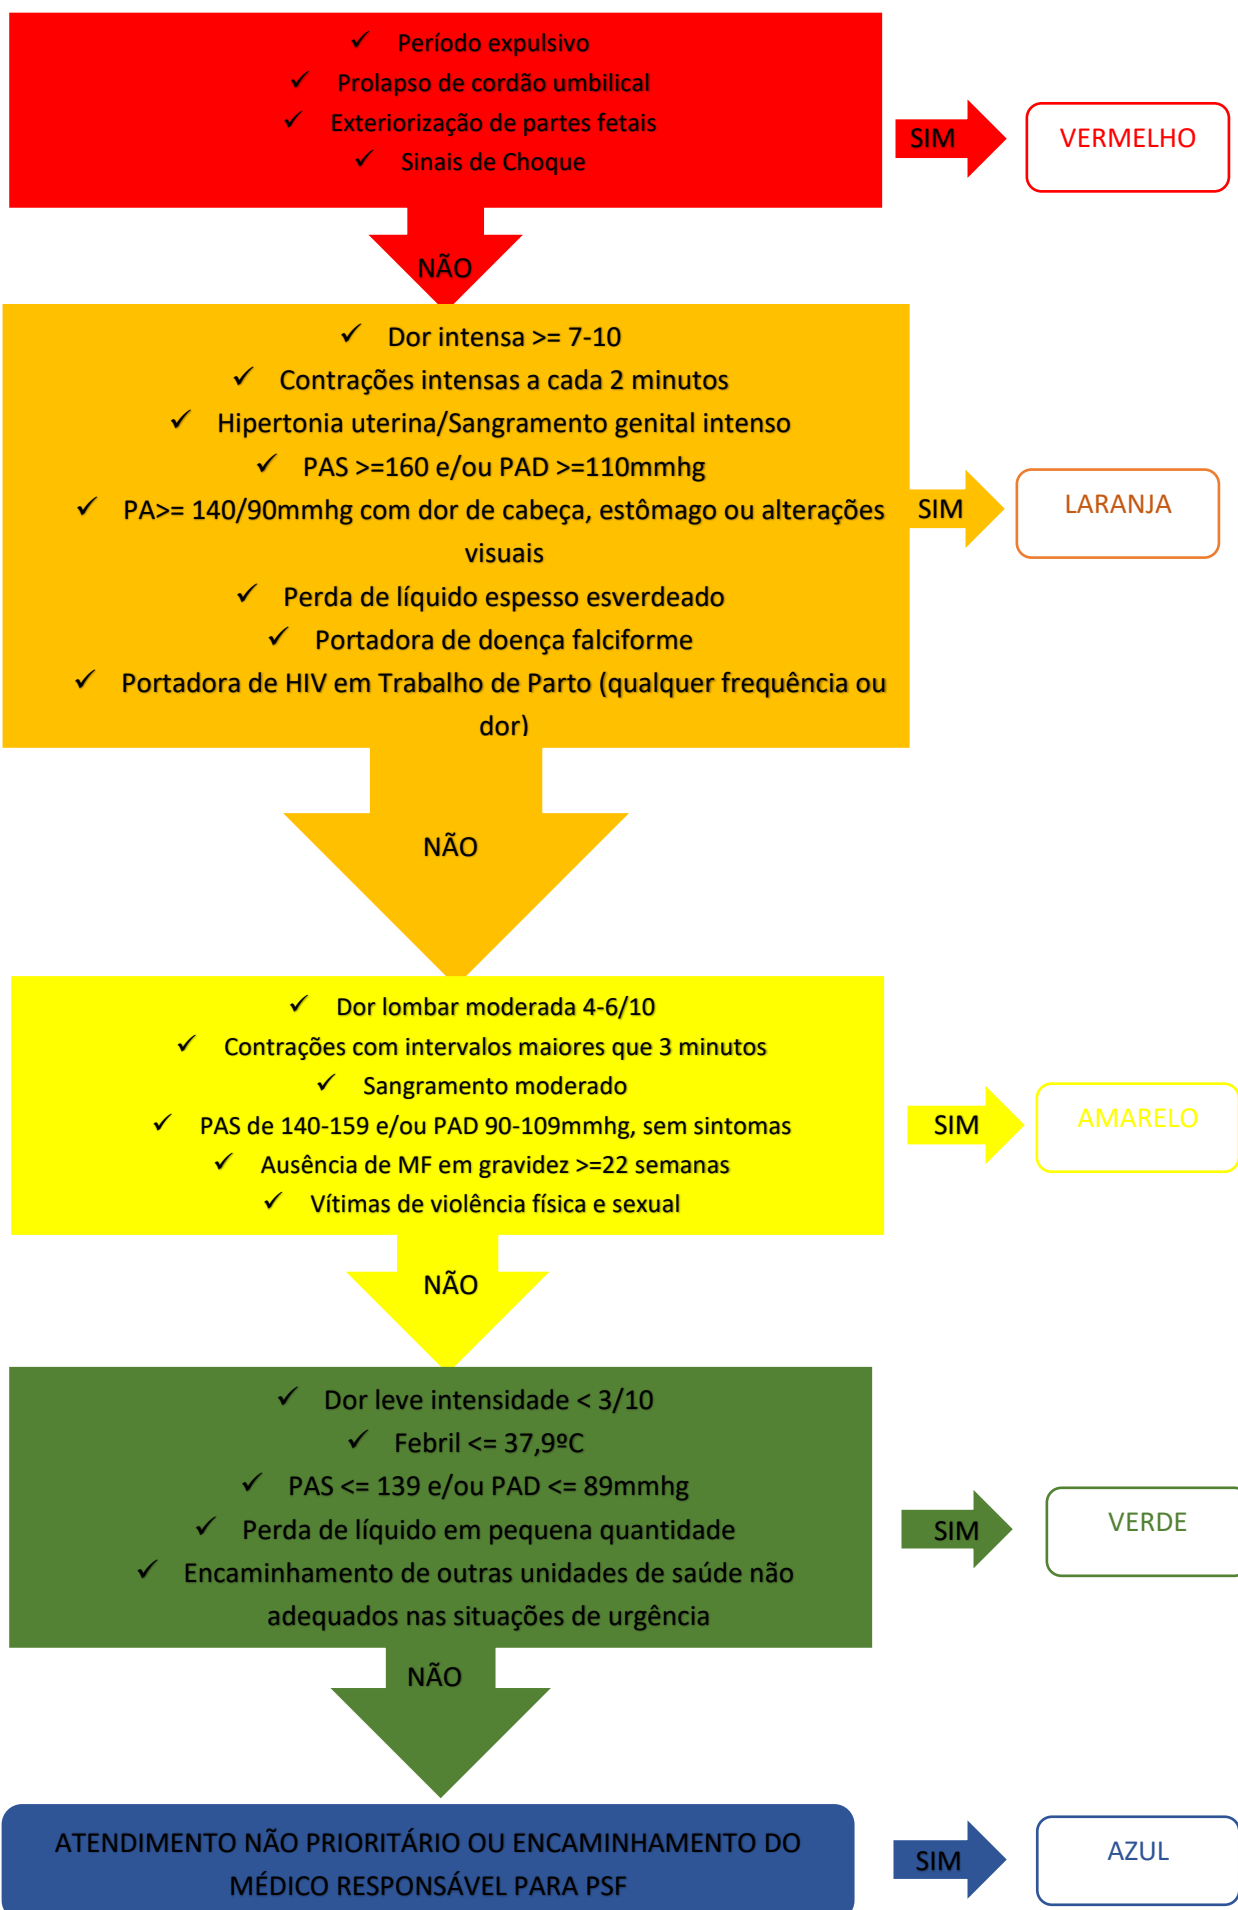 ✓ Período expulsivo
✓ Prolapso de cordão umbilical
✓ Exteriorização de partes fetais
✓ Sinais de Choque
SIM
VERMELHO
NÃO
✓ Dor intensa >= 7-10
✓ Contrações intensas a cada 2 minutos
✓ Hipertonia uterina/Sangramento genital intenso
✓ PAS >=160 e/ou PAD >=110mmhg
✓ PA>= 140/90mmhg com dor de cabeça, estômago ou alterações
visuais
✓ Perda de líquido espesso esverdeado
✓ Portadora de doença falciforme
✓ Portadora de HIV em Trabalho de Parto (qualquer frequência ou
dor)
SIM
LARANJA
NÃO
✓ Dor lombar moderada 4-6/10
✓ Contrações com intervalos maiores que 3 minutos
✓ Sangramento moderado
✓ PAS de 140-159 e/ou PAD 90-109mmhg, sem sintomas
✓ Ausência de MF em gravidez >=22 semanas
✓ Vítimas de violência física e sexual
SIM
AMARELO
NÃO
✓ Dor leve intensidade < 3/10
✓ Febril <= 37,9ºC
✓ PAS <= 139 e/ou PAD <= 89mmhg
✓ Perda de líquido em pequena quantidade
✓ Encaminhamento de outras unidades de saúde não
adequados nas situações de urgência
SIM
VERDE
NÃO
ATENDIMENTO NÃO PRIORITÁRIO OU ENCAMINHAMENTO DO
MÉDICO RESPONSÁVEL PARA PSF
SIM
AZUL